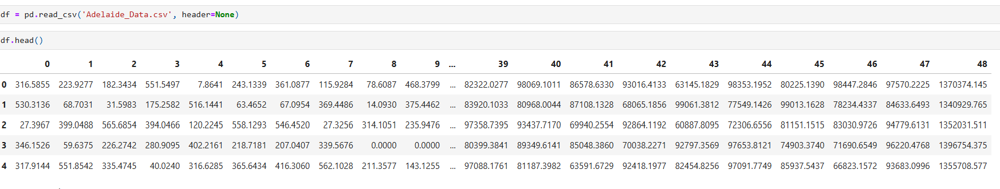 df = pd.read_csv('Adelaide_Data.csv', header=None)
df.head()
0 1 2 3 4 5 6 7 8 9 ... 39 40 41 42 43 44 45 46 47 48
0 316.5855 223.9277 182.3434 551.5497 7.8641 243.1339 361.0877 115.9284 78.6087 468.3799 ... 82322.0277 98069.1011 86578.6330 93016.4133 63145.1829 98353.1952 80225.1390 98447.2846 97570.2225 1370374.145
1 530.3136 68.7031 31.5983 175.2582 516.1441 63.4652 67.0954 369.4486 14.0930 375.4462 ... 83920.1033 80968.0044 87108.1328 68065.1856 99061.3812 77549.1426 99013.1628 78234.4337 84633.6493 1340929.765
2 27.3967 399.0488 565.6854 394.0466 120.2245 558.1293 546.4520 27.3256 314.1051 235.9476 ... 97358.7395 93437.7170 69940.2554 92864.1192 60887.8095 72306.6556 81151.1515 83030.9726 94779.6131 1352031.511
3 346.1526 59.6375 226.2742 280.9095 402.2161 218.7181 207.0407 339.5676 0.0000 0.0000 ... 80399.3841 89349.6141 85048.3860 70038.2271 92797.3569 97653.8121 74903.3740 71690.6549 96220.4768 1396754.375
4 317.9144 551.8542 335.4745 40.0240 316.6285 365.6434 416.3060 562.1028 211.3577 143.1255 ... 97088.1761 81187.3982 63591.6729 92418.1977 82454.8256 97091.7749 85937.5437 66823.1572 93683.0996 1355708.577